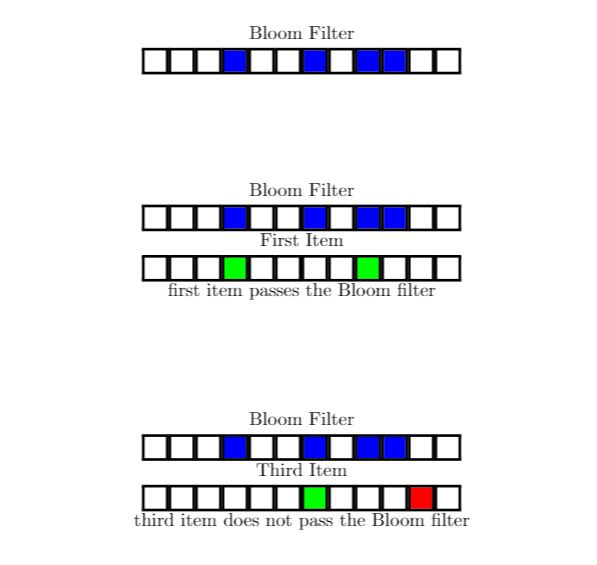 Bloom Filter
Bloom Filter
First Item
first item passes the Bloom filter
Bloom Filter
Third Item
third item does not pass the Bloom filter